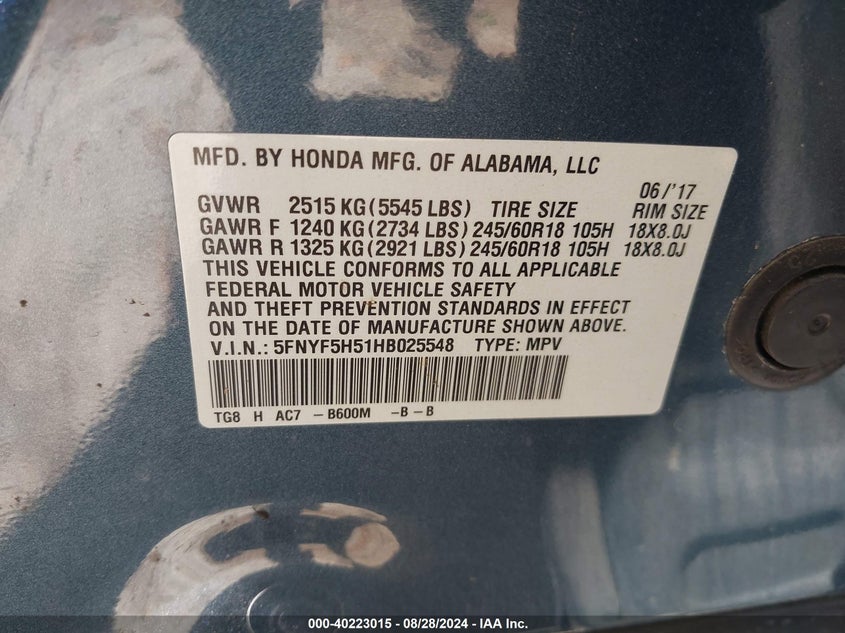 MFD. BY HONDA MFG. OF ALABAMA, LLC
06/'17
GVWR 2515 KG (5545 LBS) TIRE SIZE RIM SIZE
GAWR F 1240 KG (2734 LBS) 245/60R18 105H 18X8.0J
GAWR R 1325 KG (2921 LBS) 245/60R18 105H 18X8.0J
THIS VEHICLE CONFORMS TO ALL APPLICABLE
FEDERAL MOTOR VEHICLE SAFETY
AND THEFT PREVENTION STANDARDS IN EFFECT
ON THE DATE OF MANUFACTURE SHOWN ABOVE.
V.I.N.: 5FNYF5H51HB025548 TYPE: MPV
TG8 H AC7 -B600M -B-B
000-40223015 - 08/28/2024 - IAA Inc.